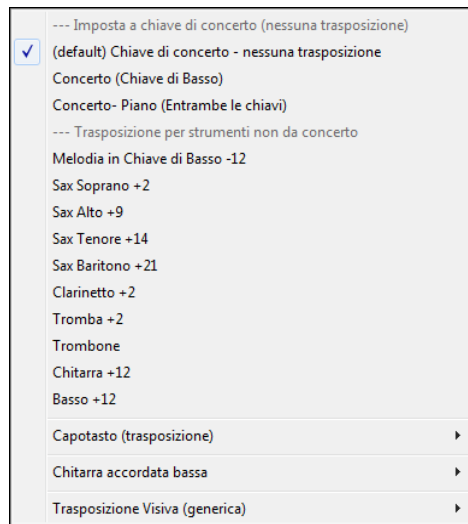 --- Imposta a chiave di concerto (nessuna trasposizione)
(default) Chiave di concerto - nessuna trasposizione
Concerto (Chiave di Basso)
Concerto- Piano (Entrambe le chiavi)
--- Trasposizione per strumenti non da concerto
Melodia in Chiave di Basso -12
Sax Soprano +2
Sax Alto +9
Sax Tenore +14
Sax Baritono +21
Clarinetto +2
Tromba +2
Trombone
Chitarra +12
Basso +12
Capotasto (trasposizione)
Chitarra accordata bassa
Trasposizione Visiva (generica)